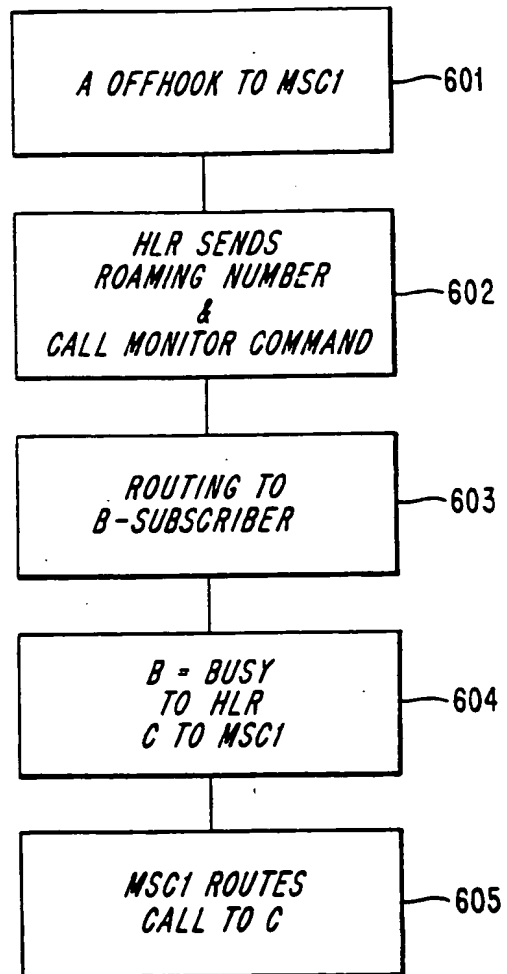 A OFFHOOK TO MSC1
601
HLR SENDS
ROAMING NUMBER
&
CALL MONITOR COMMAND
602
ROUTING TO
B-SUBSCRIBER
603
B = BUSY
TO HLR
C TO MSC1
604
MSC1 ROUTES
CALL TO C
605